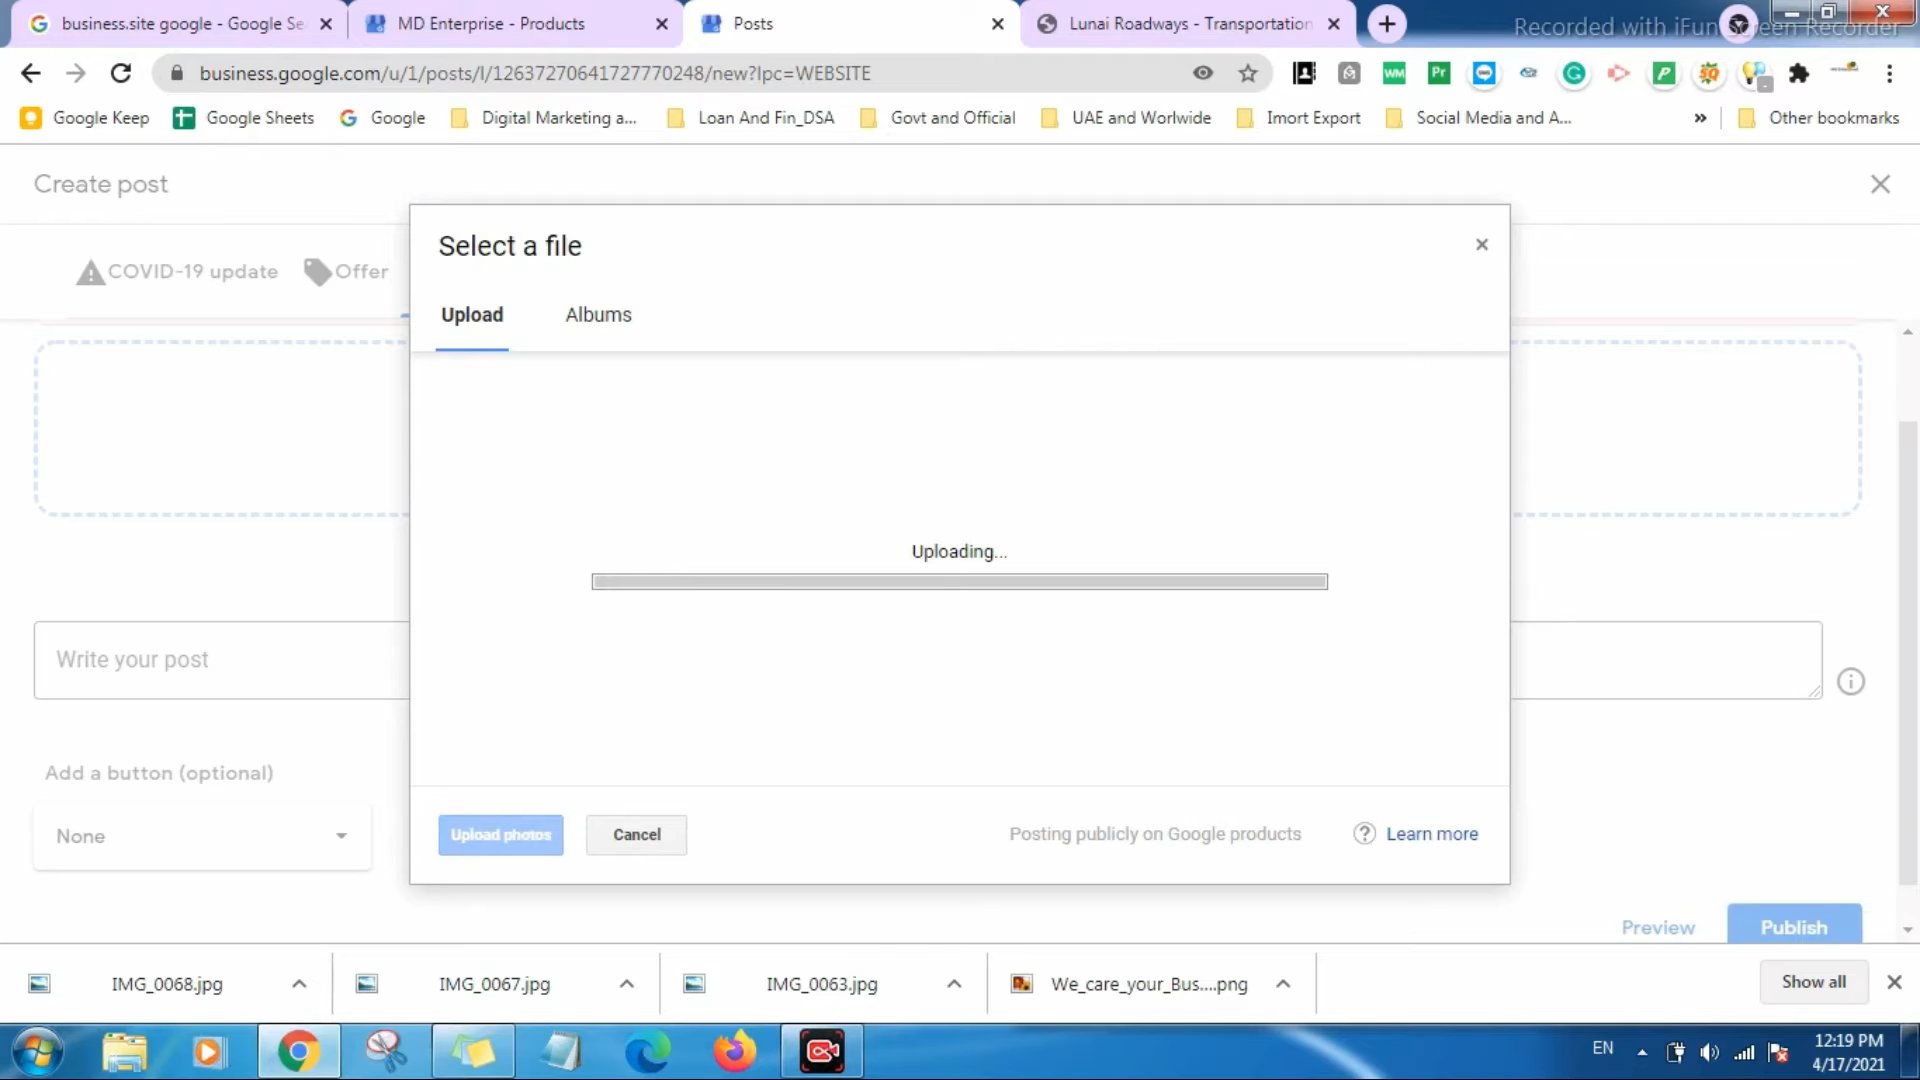 business.site google - Google Se
MD Enterprise - Products
Posts
Lunai Roadways - Transportation
Recorded with iFun Screen Recorder
business.google.com/u/1/posts/l/12637270641727770248/new?lpc=WEBSITE
WM
Pr
Google Keep
Google Sheets
Google
Digital Marketing a...
Loan And Fin_DSA
Govt and Official
UAE and Worlwide
Imort Export
Social Media and A...
Other bookmarks
Create post
Select a file
COVID-19 update
Offer
Upload
Albums
Uploading...
Write your post
Add a button (optional)
None
Upload photos
Cancel
Posting publicly on Google products
Learn more
Preview
Publish
IMG_0068.jpg
IMG_0067.jpg
IMG_0063.jpg
We_care_your_Bus....png
Show all
EN
12:19 PM
4/17/2021